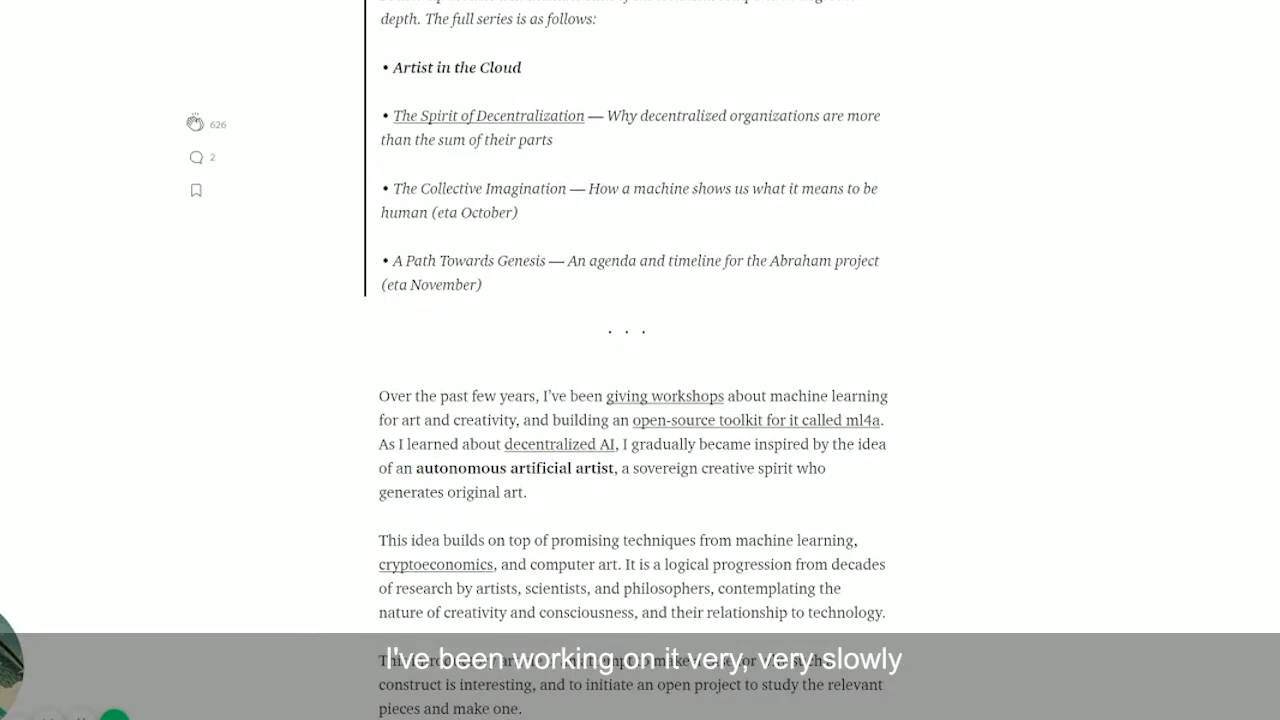 depth. The full series is as follows:
• Artist in the Cloud
626
• The Spirit of Decentralization — Why decentralized organizations are more
than the sum of their parts
2
• The Collective Imagination — How a machine shows us what it means to be
human (eta October)
• A Path Towards Genesis — An agenda and timeline for the Abraham project
(eta November)
. . .
Over the past few years, I’ve been giving workshops about machine learning
for art and creativity, and building an open-source toolkit for it called ml4a.
As I learned about decentralized AI, I gradually became inspired by the idea
of an autonomous artificial artist, a sovereign creative spirit who
generates original art.
This idea builds on top of promising techniques from machine learning,
cryptoeconomics, and computer art. It is a logical progression from decades
of research by artists, scientists, and philosophers, contemplating the
nature of creativity and consciousness, and their relationship to technology.
I've been working on it very, very slowly
construct is interesting, and to initiate an open project to study the relevant
pieces and make one.